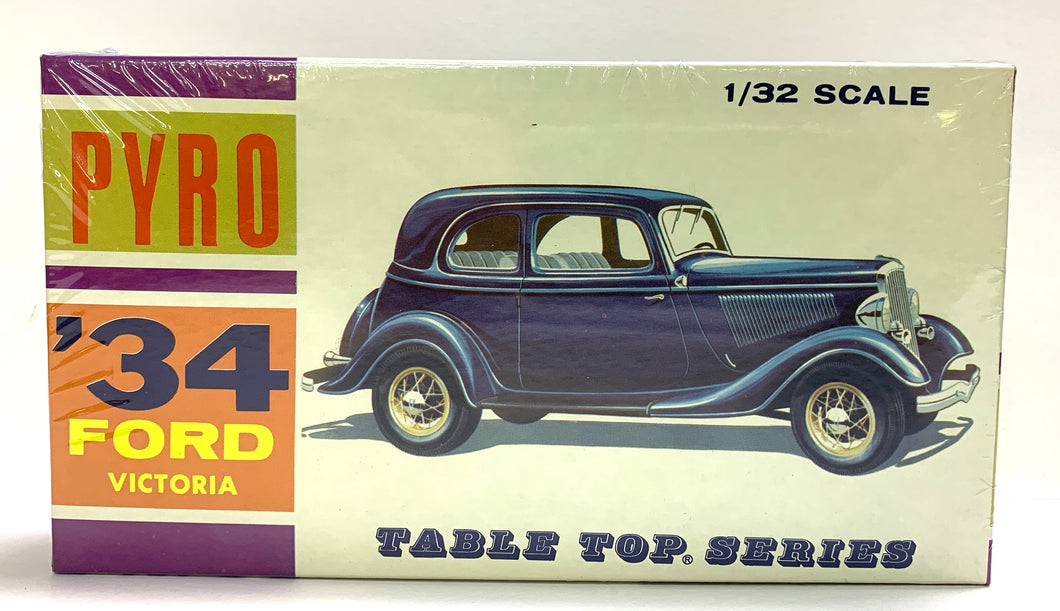 PYRO
'34
FORD
VICTORIA
1/32 SCALE
TABLE TOP® SERIES